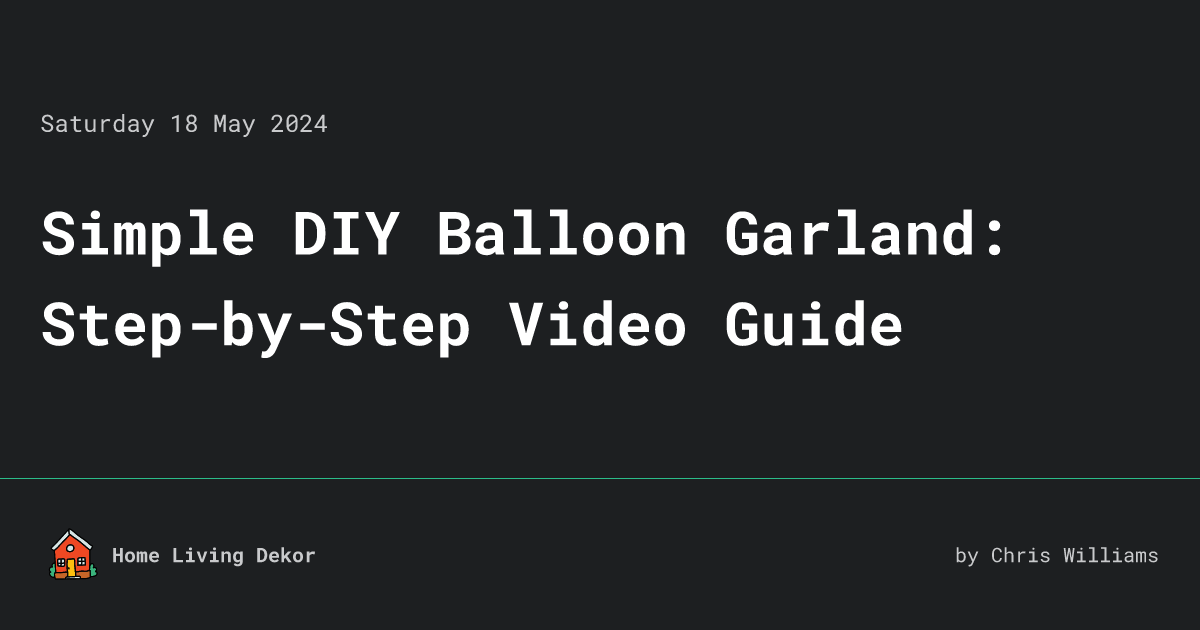 Saturday 18 May 2024
Simple DIY Balloon Garland:
Step-by-Step Video Guide
Home Living Dekor
by Chris Williams